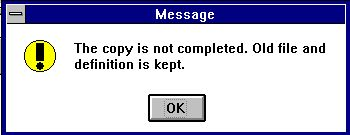 Message
The copy is not completed. Old file and
definition is kept.
OK